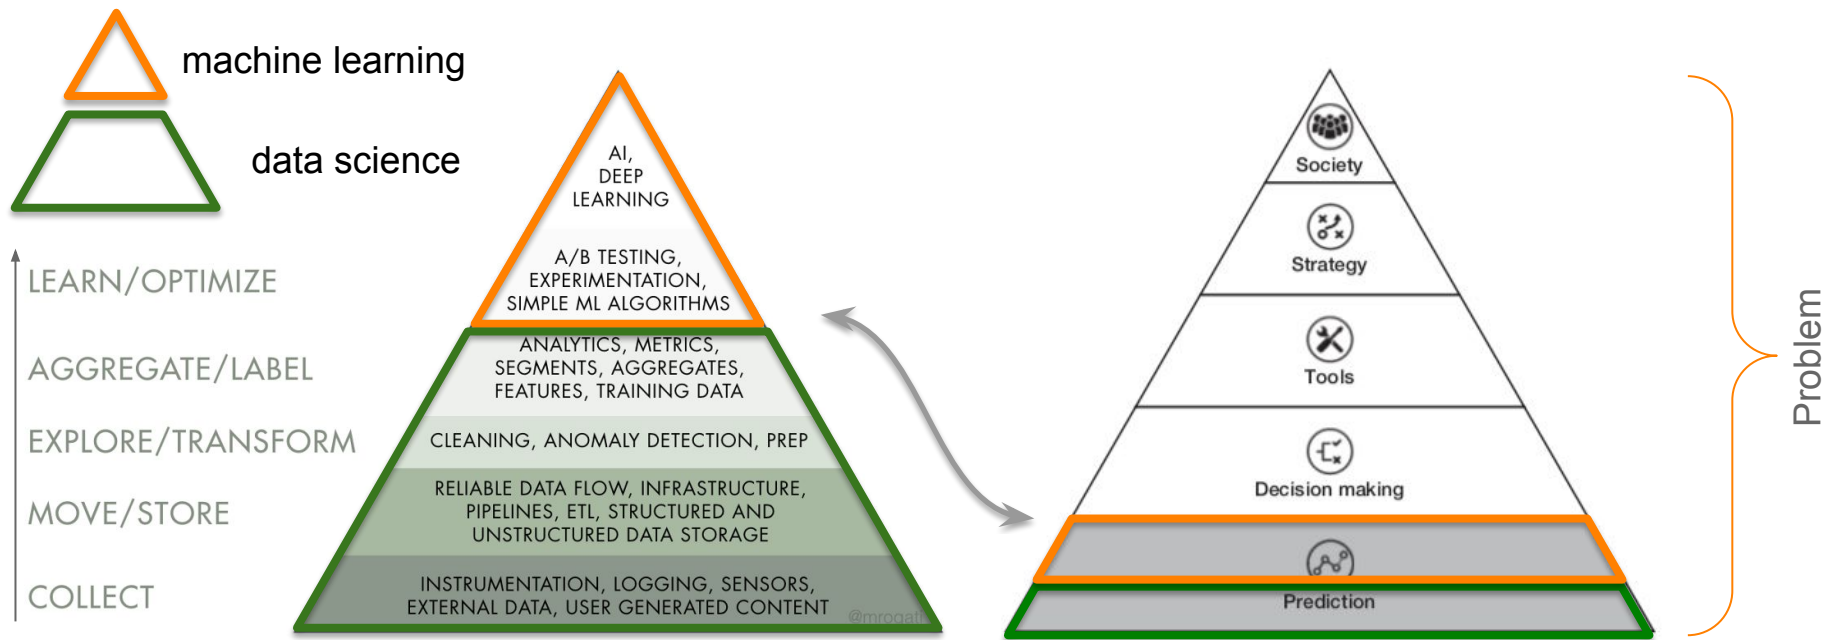 machine learning
data science
LEARN/OPTIMIZE
AGGREGATE/LABEL
EXPLORE/TRANSFORM
MOVE/STORE
COLLECT
AI,
DEEP
LEARNING
A/B TESTING,
EXPERIMENTATION,
SIMPLE ML ALGORITHMS
ANALYTICS, METRICS,
SEGMENTS, AGGREGATES,
FEATURES, TRAINING DATA
CLEANING, ANOMALY DETECTION, PREP
RELIABLE DATA FLOW, INFRASTRUCTURE,
PIPELINES, ETL, STRUCTURED AND
UNSTRUCTURED DATA STORAGE
INSTRUMENTATION, LOGGING, SENSORS,
EXTERNAL DATA, USER GENERATED CONTENT
Society
Strategy
Tools
Decision making
Prediction
Problem